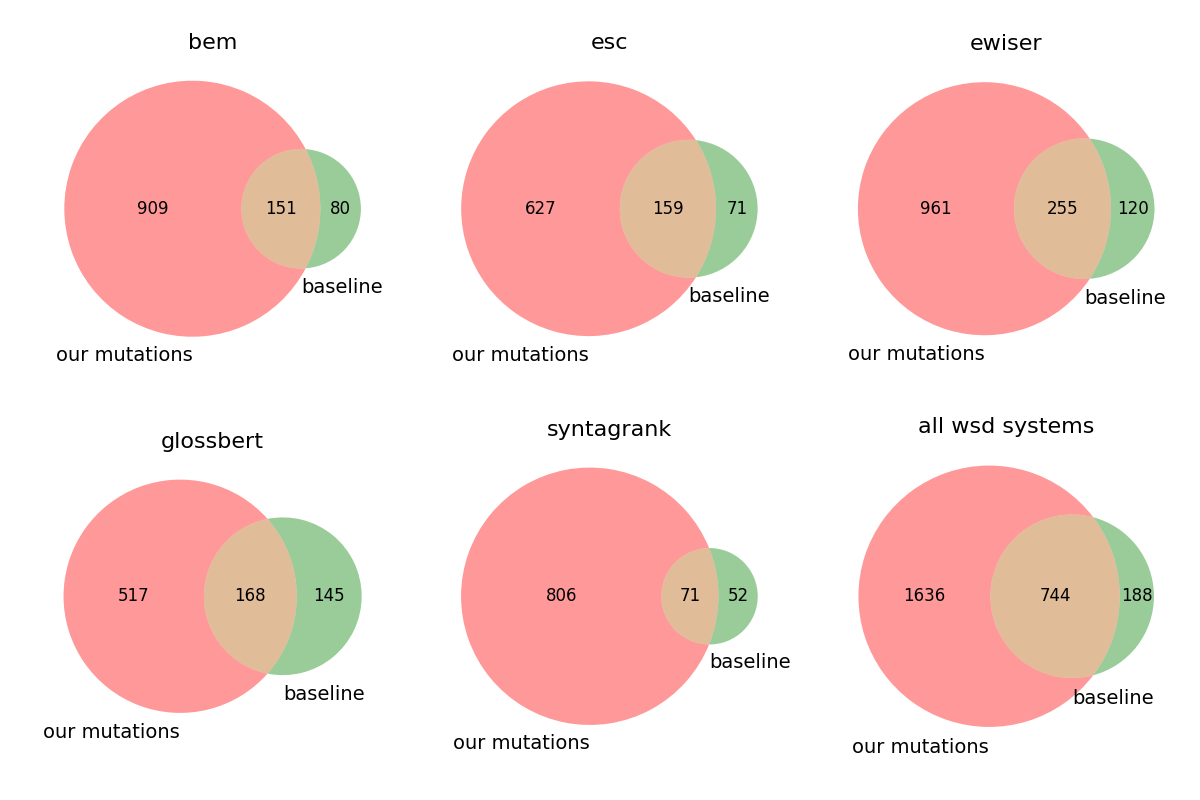 bem
909
151
80
baseline
our mutations
esc
627
159
71
baseline
our mutations
ewiser
961
255
120
baseline
our mutations
glossbert
517
168
145
baseline
our mutations
syntagrank
806
71
52
baseline
our mutations
all wsd systems
1636
744
188
baseline
our mutations